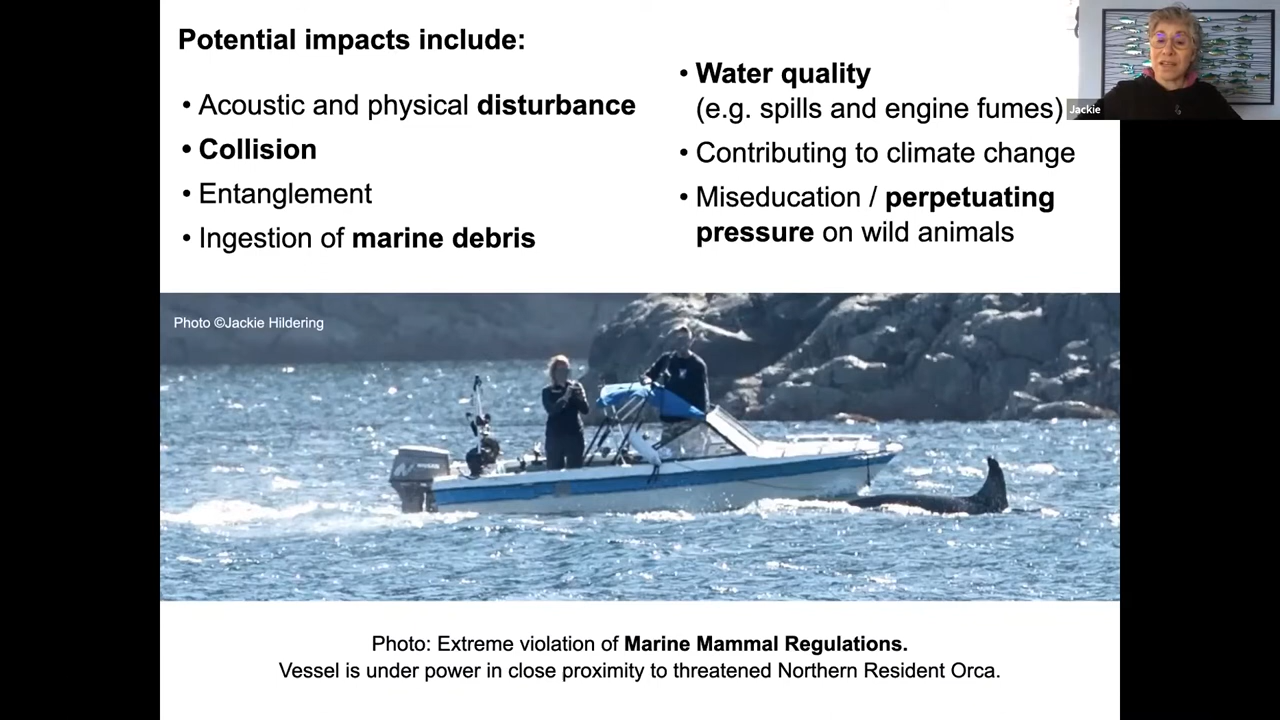 Potential impacts include:
• Acoustic and physical disturbance
• Collision
• Entanglement
• Ingestion of marine debris
• Water quality
(e.g. spills and engine fumes)
• Contributing to climate change
• Miseducation / perpetuating
pressure on wild animals
Jackie
Photo ©Jackie Hildering
NISSAN
Photo: Extreme violation of Marine Mammal Regulations.
Vessel is under power in close proximity to threatened Northern Resident Orca.